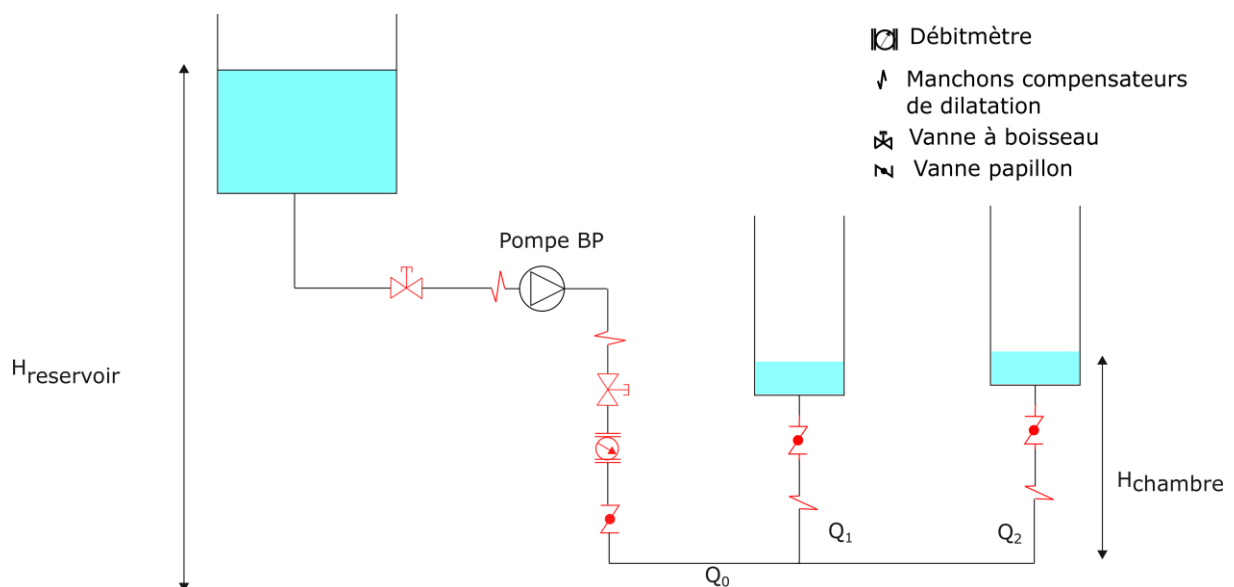 Débitmètre
Manchons compensateurs
de dilatation
Vanne à boisseau
Vanne papillon
Pompe BP
Hreservoir
Hchambre
Q1
Q2
Q0